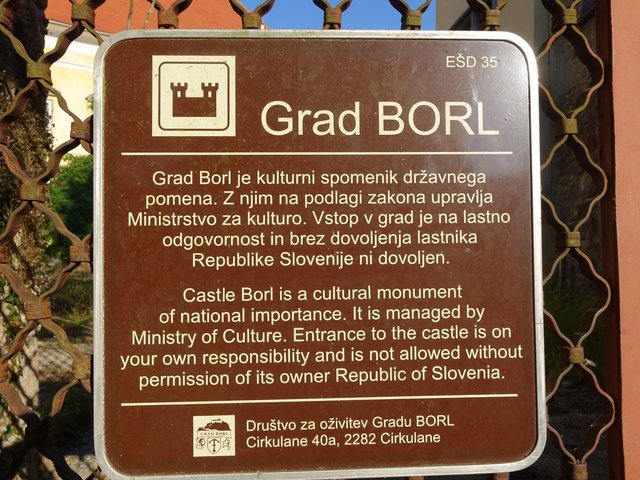 EŠD 35
Grad BORL
Grad Borl je kulturni spomenik državnega
pomena. Z njim na podlagi zakona upravlja
Ministrstvo za kulturo. Vstop v grad je na lastno
odgovornost in brez dovoljenja lastnika
Republike Slovenije ni dovoljen.
Castle Borl is a cultural monument
of national importance. It is managed by
Ministry of Culture. Entrance to the castle is on
your own responsibility and is not allowed without
permission of its owner Republic of Slovenia.
GRAD BORL
Društvo za oživitev Gradu BORL
Cirkulane 40a, 2282 Cirkulane